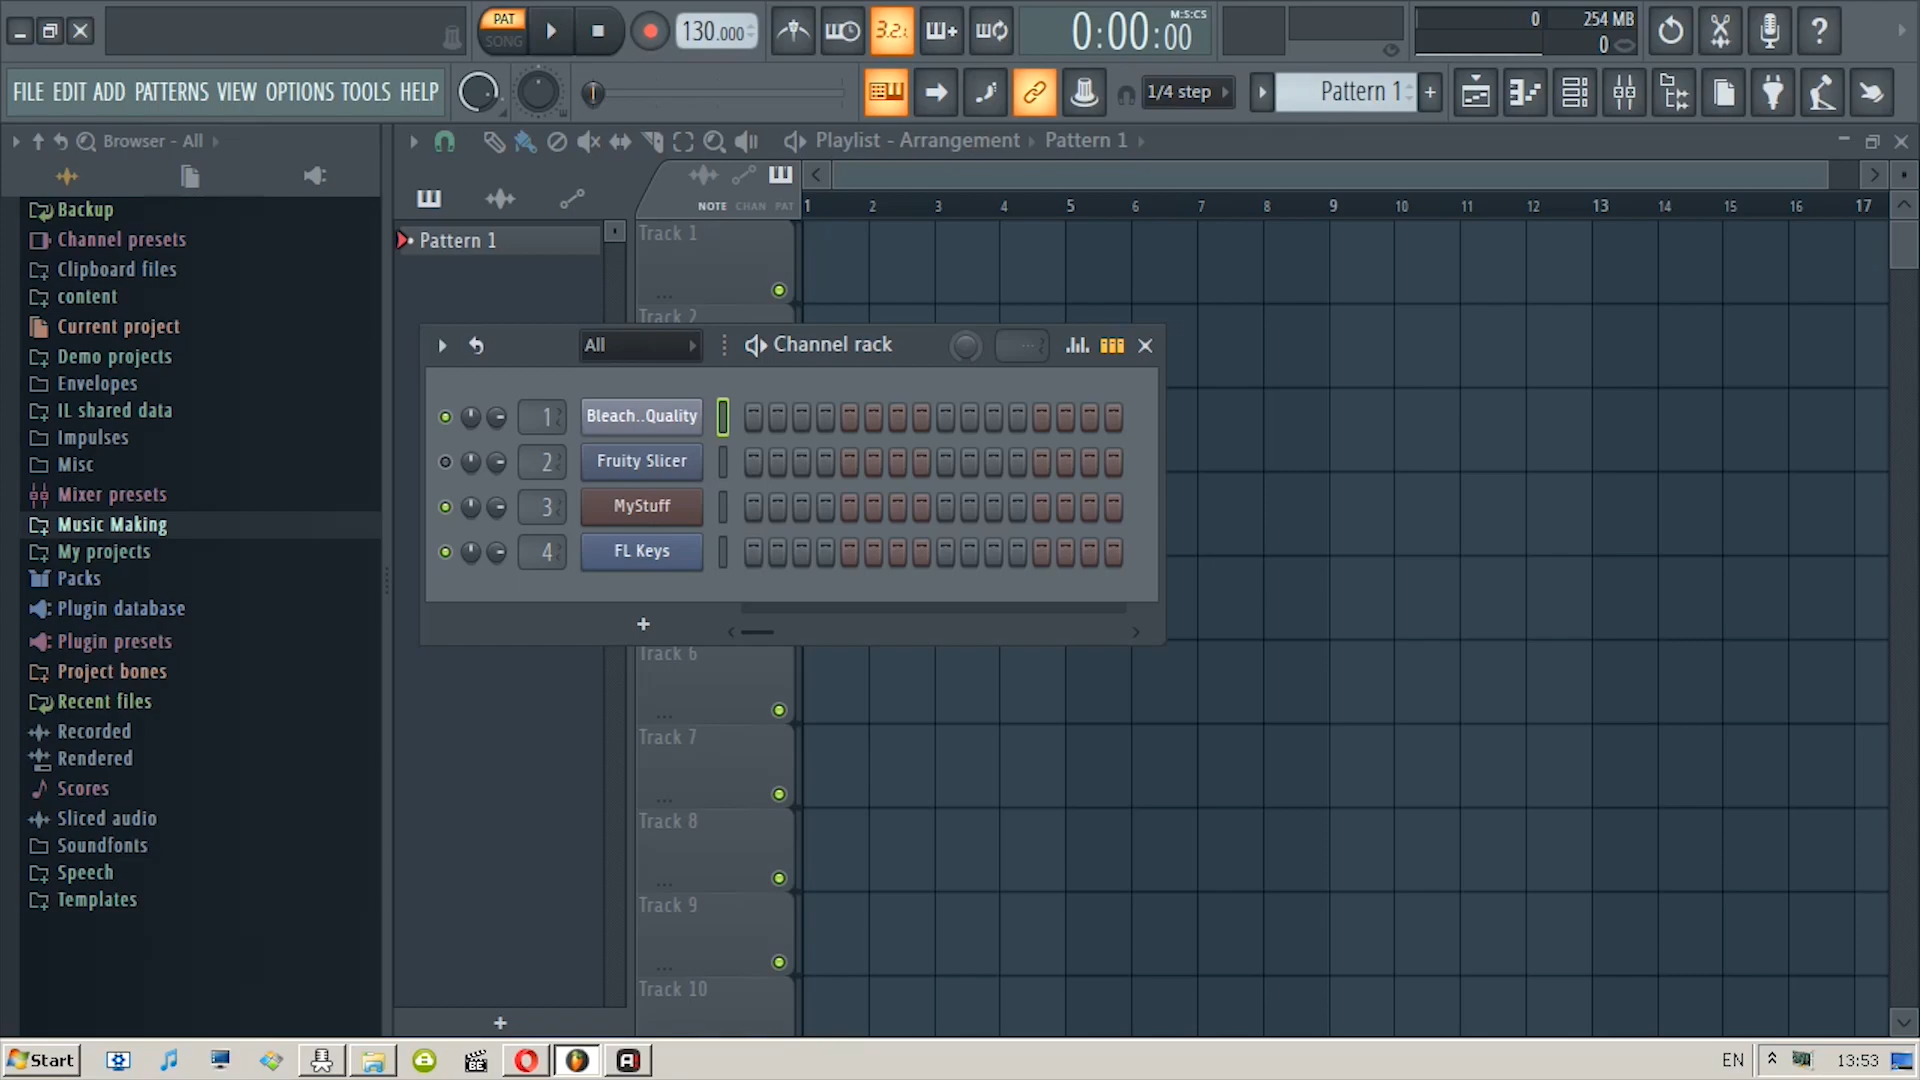 PAT
SONG
130.000
3.2.
M:S:CS
0:00:00
0
254 MB
0
?
FILE EDIT ADD PATTERNS VIEW OPTIONS TOOLS HELP
1/4 step
Pattern 1
+
Browser - All
Playlist - Arrangement
Pattern 1
NOTE CHAN PAT
1 2 3 4 5 6 7 8 9 10 11 12 13 14 15 16 17
Backup
Channel presets
Clipboard files
content
Current project
Demo projects
Envelopes
IL shared data
Impulses
Misc
Mixer presets
Music Making
My projects
Packs
Plugin database
Plugin presets
Project bones
Recent files
Recorded
Rendered
Scores
Sliced audio
Soundfonts
Speech
Templates
Pattern 1
+
Track 1
...
Track 2
All
Channel rack
1 Bleach..Quality
2 Fruity Slicer
3 MyStuff
4 FL Keys
+
Track 6
...
Track 7
...
Track 8
...
Track 9
...
Track 10
Start
BE
EN
13:53